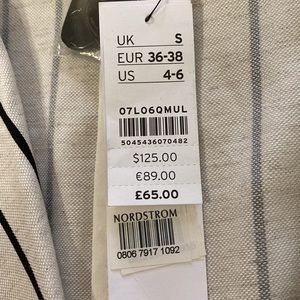 UK S
EUR 36-38
US 4-6
07L06QMUL
5045436070482
$125.00
€89.00
£65.00
NORDSTROM
0806 7917 1092